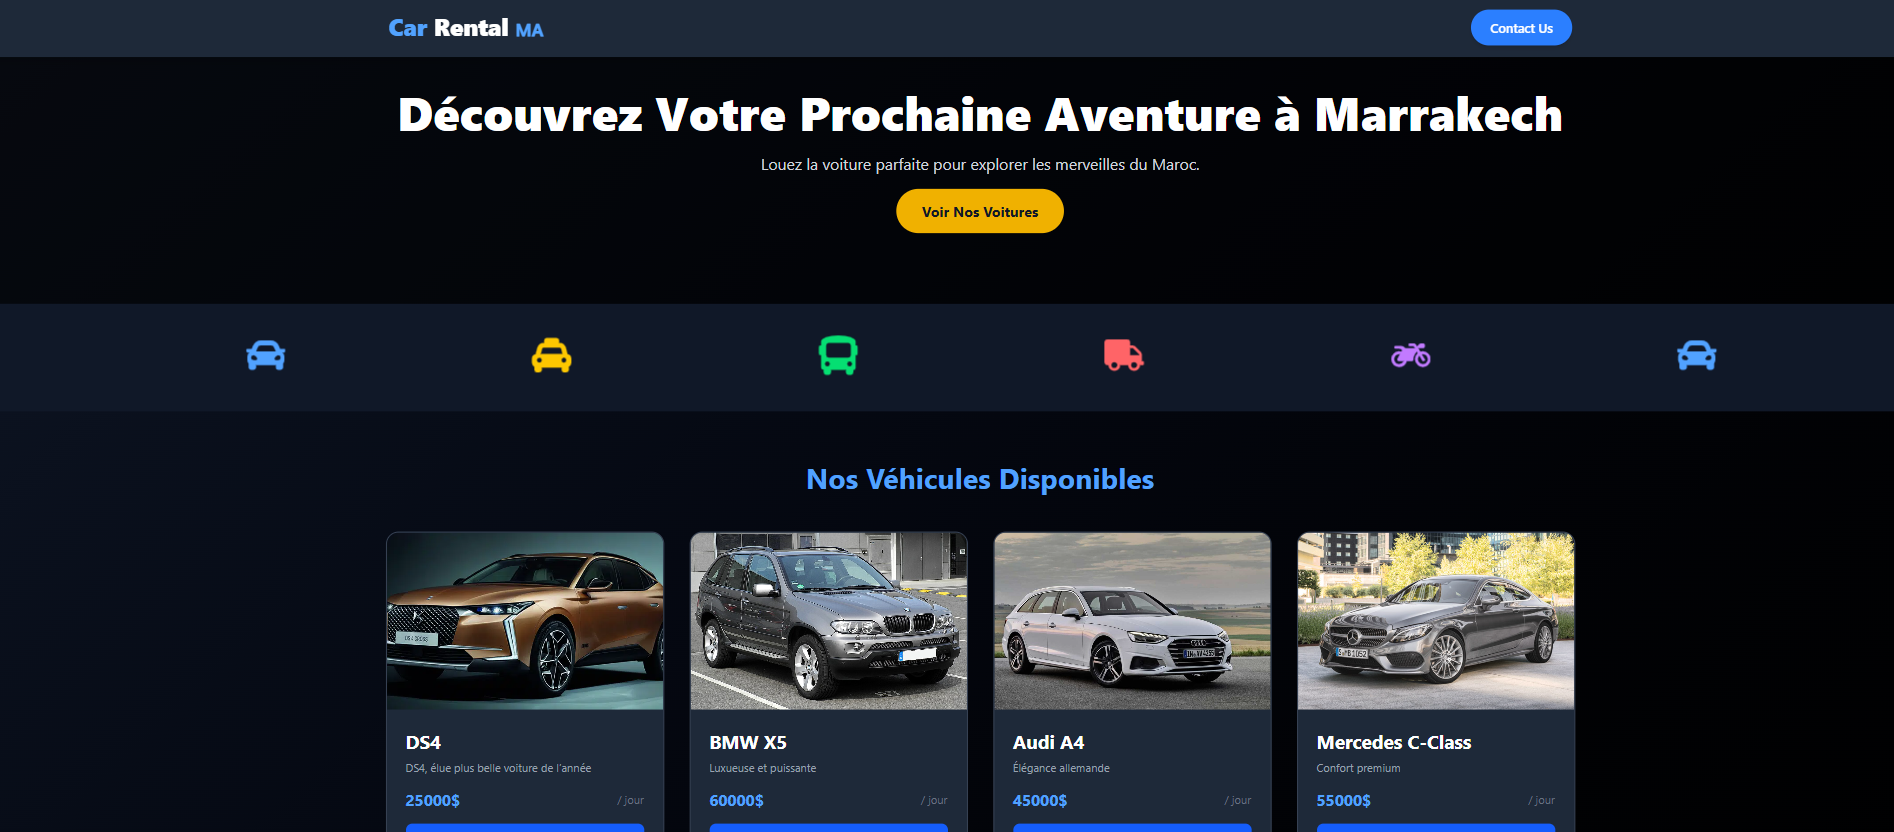 Car Rental MA
Contact Us
Découvrez Votre Prochaine Aventure à Marrakech
Louez la voiture parfaite pour explorer les merveilles du Maroc.
Voir Nos Voitures
Nos Véhicules Disponibles
DS4
DS4, élue plus belle voiture de l'année
25000$ / jour
BMW X5
Luxueuse et puissante
60000$ / jour
Audi A4
Élégance allemande
45000$ / jour
Mercedes C-Class
Confort premium
55000$ / jour